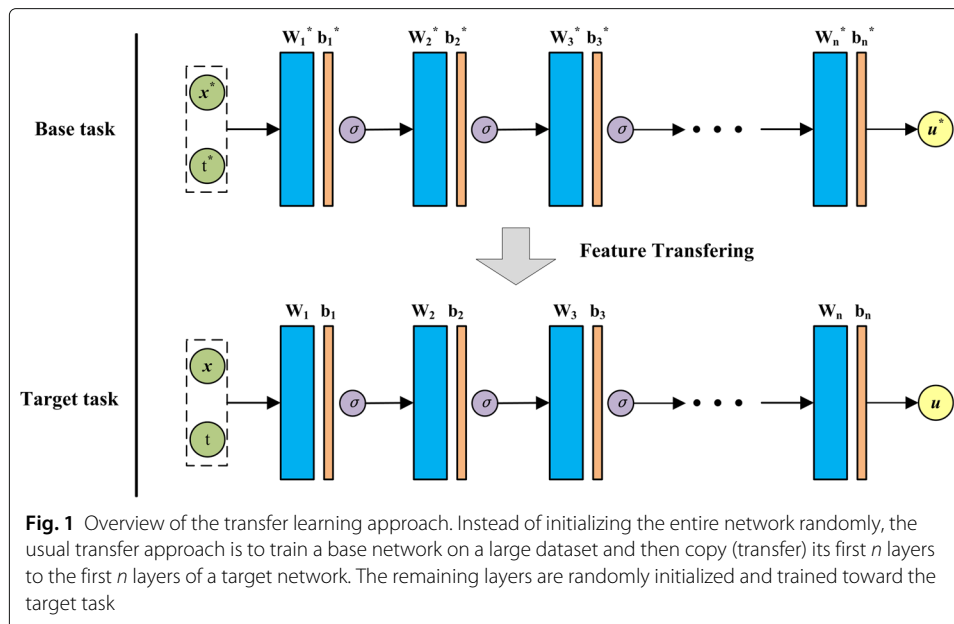 W₁* b₁* W₂* b₂* W₃* b₃* Wₙ* bₙ*
x*
Base task σ σ σ • • • u*
t*
Feature Transfering
W₁ b₁ W₂ b₂ W₃ b₃ Wₙ bₙ
x
Target task σ σ σ • • • u
t
Fig. 1 Overview of the transfer learning approach. Instead of initializing the entire network randomly, the
usual transfer approach is to train a base network on a large dataset and then copy (transfer) its first n layers
to the first n layers of a target network. The remaining layers are randomly initialized and trained toward the
target task